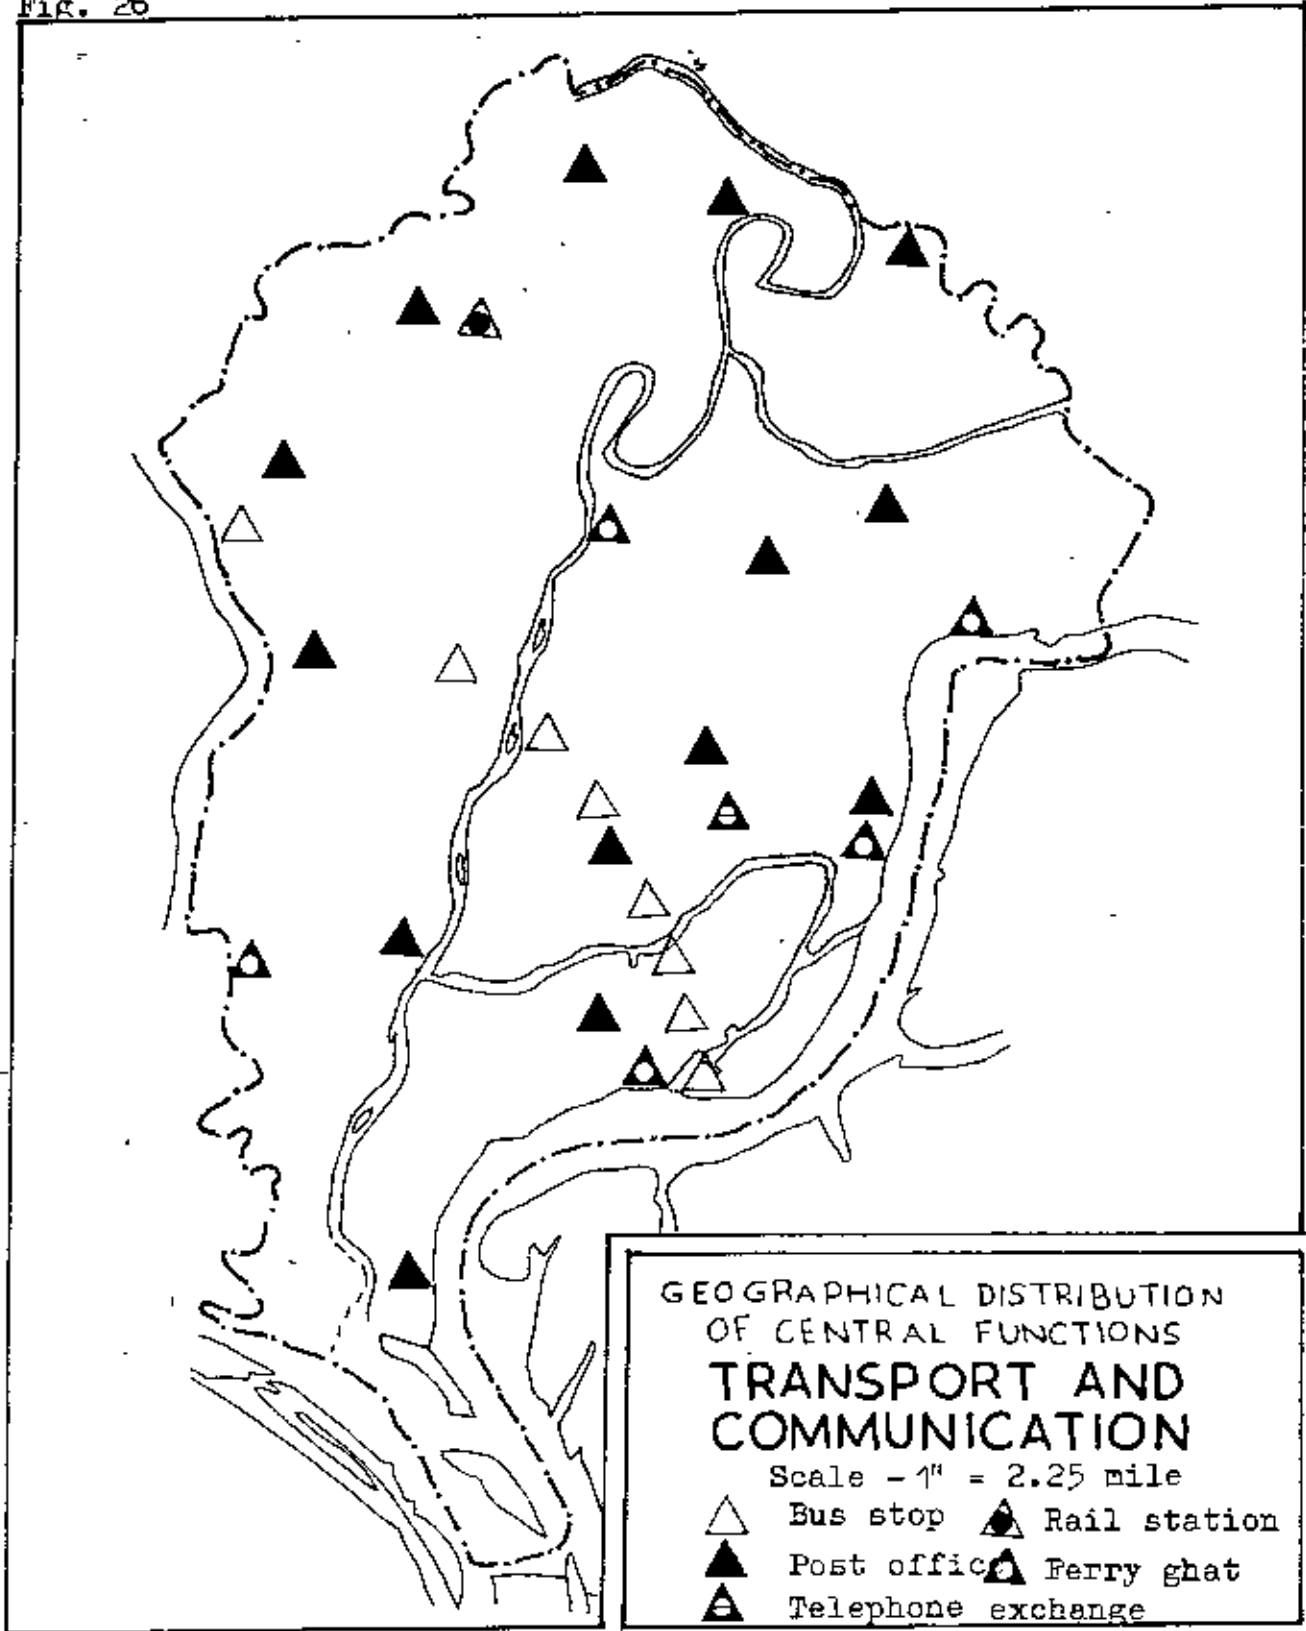 Fig. 26
GEOGRAPHICAL DISTRIBUTION
OF CENTRAL FUNCTIONS
TRANSPORT AND
COMMUNICATION
Scale - 1" = 2.25 mile
Bus stop Rail station
Post office Ferry ghat
Telephone exchange